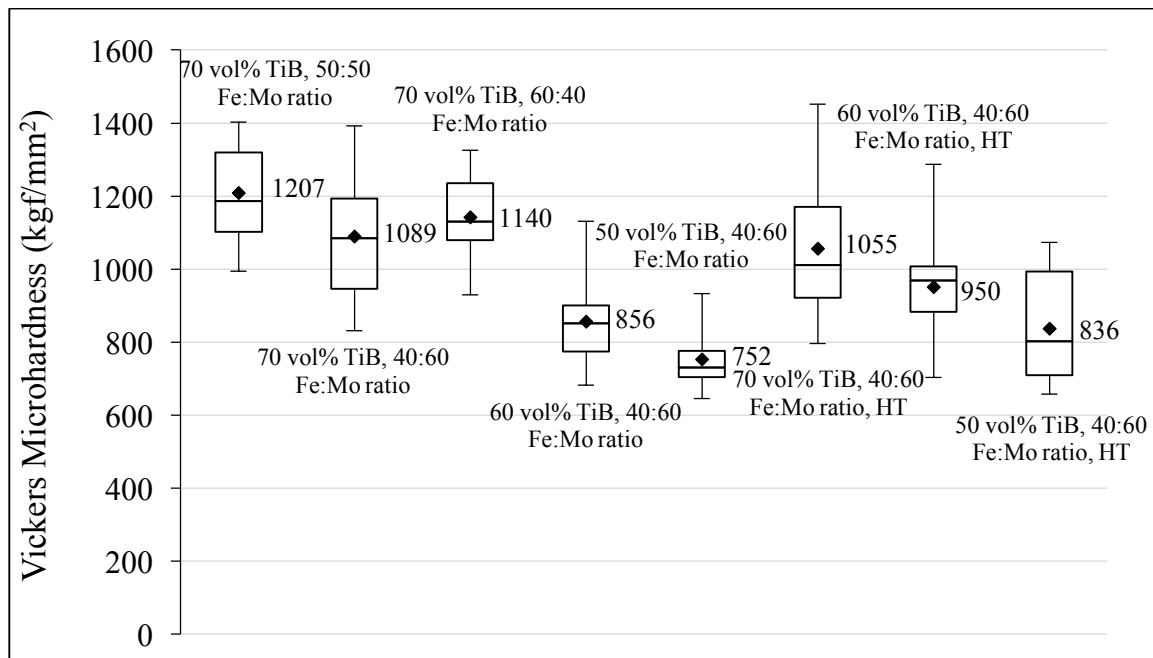 Vickers Microhardness (kgf/mm²)
1600
1400
1200
1000
800
600
400
200
0
70 vol% TiB, 50:50
Fe:Mo ratio
1207
70 vol% TiB, 40:60
Fe:Mo ratio
1089
70 vol% TiB, 60:40
Fe:Mo ratio
1140
60 vol% TiB, 40:60
Fe:Mo ratio
856
50 vol% TiB, 40:60
Fe:Mo ratio
752
70 vol% TiB, 40:60
Fe:Mo ratio, HT
1055
60 vol% TiB, 40:60
Fe:Mo ratio, HT
950
50 vol% TiB, 40:60
Fe:Mo ratio, HT
836